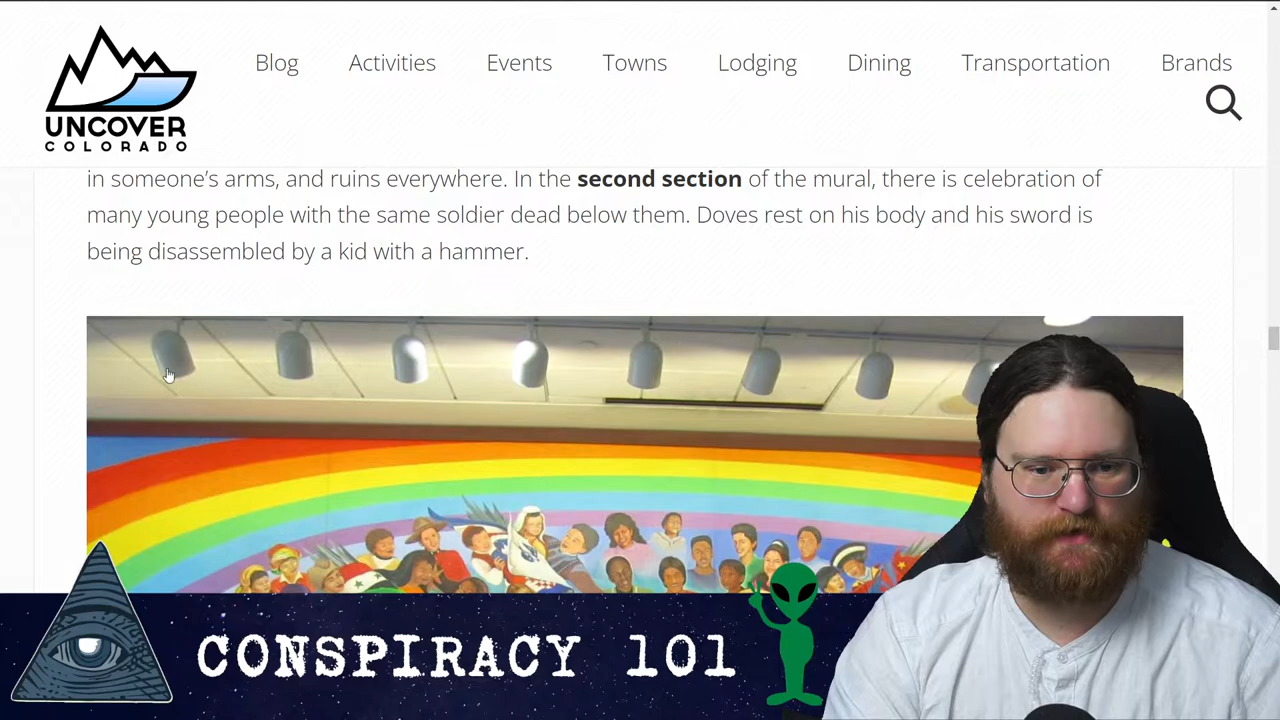 Blog Activities Events Towns Lodging Dining Transportation Brands
UNCOVER
COLORADO
in someone's arms, and ruins everywhere. In the second section of the mural, there is celebration of
many young people with the same soldier dead below them. Doves rest on his body and his sword is
being disassembled by a kid with a hammer.
CONSPIRACY 101